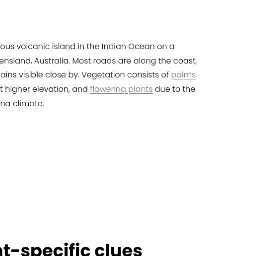 ous volcanic island in the Indian Ocean on a
ensland, Australia. Most roads are along the coast,
ains visible close by. Vegetation consists of palms
t higher elevation, and flowering plants due to the
na climate.
t-specific clues